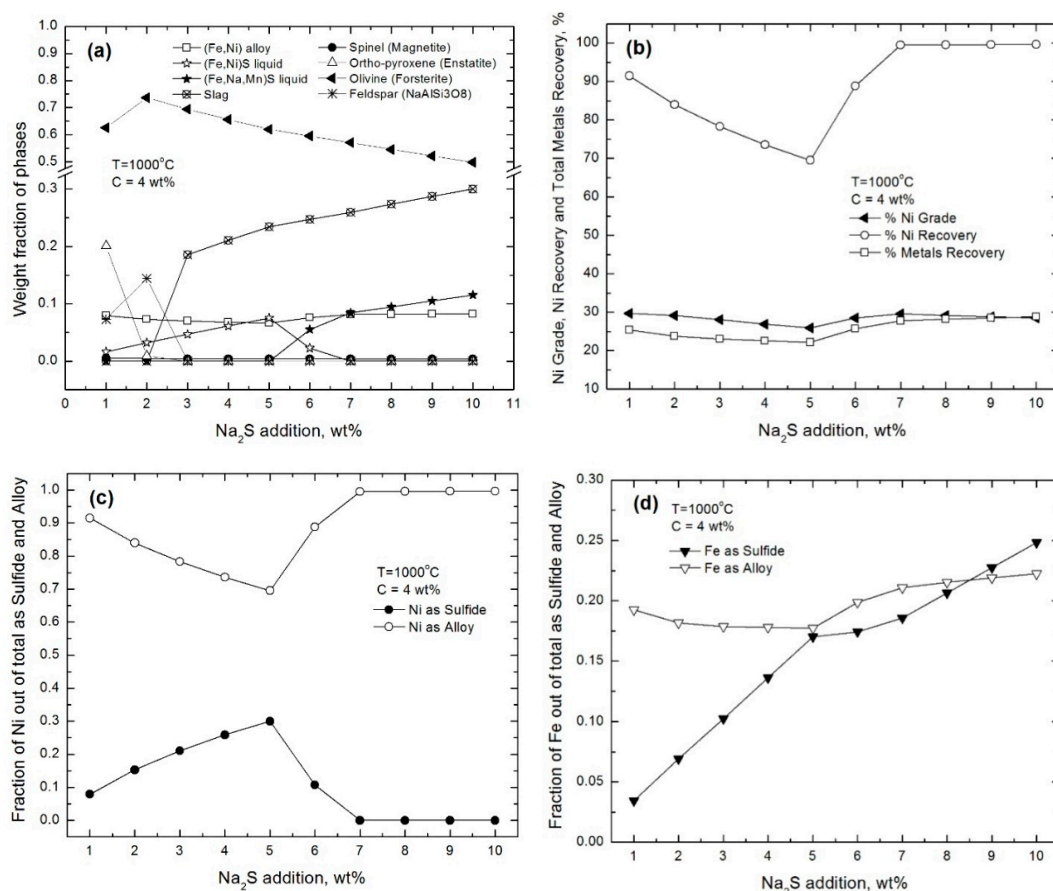 (a)
(Fe,Ni) alloy
(Fe,Ni)S liquid
(Fe,Na,Mn)S liquid
Slag
Spinel (Magnetite)
Ortho-pyroxene (Enstatite)
Olivine (Forsterite)
Feldspar (NaAlSi3O8)
T=1000°C
C = 4 wt%
Weight fraction of phases
1.0
0.9
0.8
0.7
0.6
0.5
0.3
0.2
0.1
0.0
0 1 2 3 4 5 6 7 8 9 10 11
Na₂S addition, wt%
(b)
T=1000°C
C = 4 wt%
% Ni Grade
% Ni Recovery
% Metals Recovery
Ni Grade, Ni Recovery and Total Metals Recovery, %
100
90
80
70
60
50
40
30
20
10
1 2 3 4 5 6 7 8 9 10
Na₂S addition, wt%
(c)
T=1000°C
C = 4 wt%
Ni as Sulfide
Ni as Alloy
Fraction of Ni out of total as Sulfide and Alloy
1.0
0.9
0.8
0.7
0.6
0.5
0.4
0.3
0.2
0.1
0.0
1 2 3 4 5 6 7 8 9 10
Na₂S addition, wt%
(d)
T=1000°C
C = 4 wt%
Fe as Sulfide
Fe as Alloy
Fraction of Fe out of total as Sulfide and Alloy
0.30
0.25
0.20
0.15
0.10
0.05
0.00
1 2 3 4 5 6 7 8 9 10
Na₂S addition, wt%